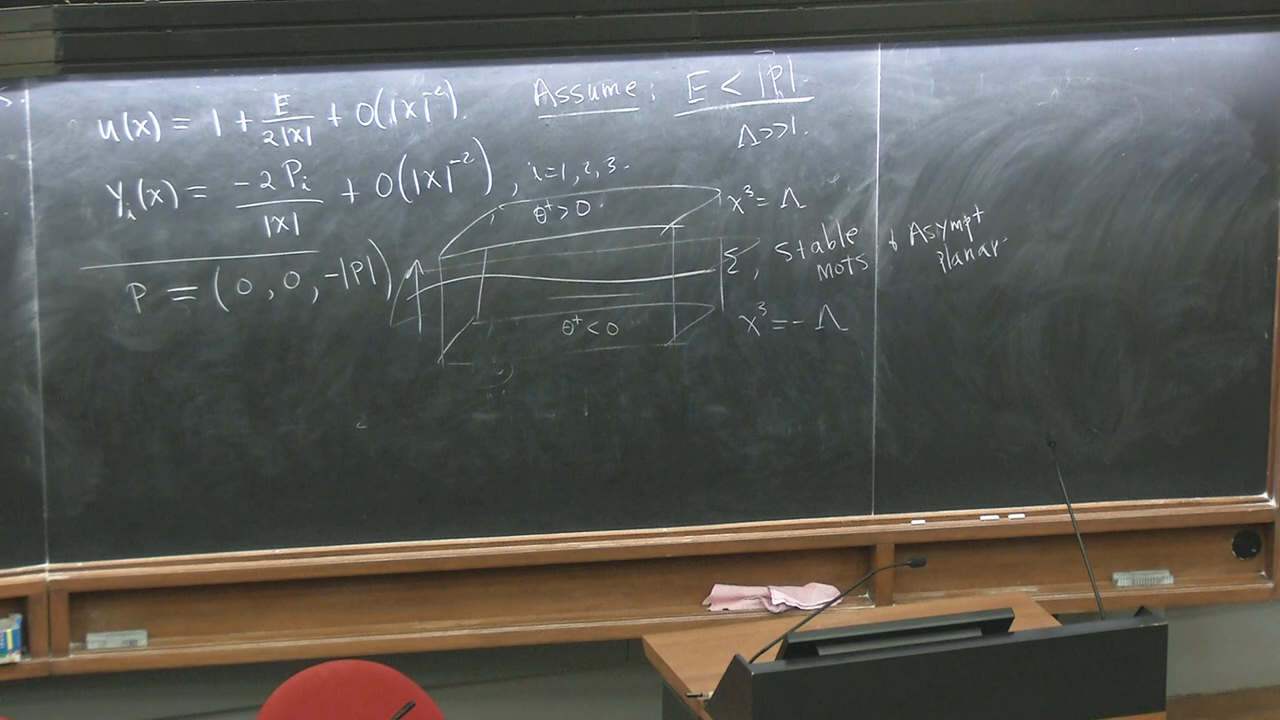 u(x) = 1 + E/2|x| + O(|x|^-2).
Assume: E < |P|.
Λ>>1.
Y_i(x) = -2P_i/|x| + O(|x|^-2), i=1,2,3.
P = (0, 0, -|P|)
θ^+ > 0.
x^3 = Λ
Σ, Stable MOTS & Asympt planar.
θ^+ < 0
x^3 = -Λ